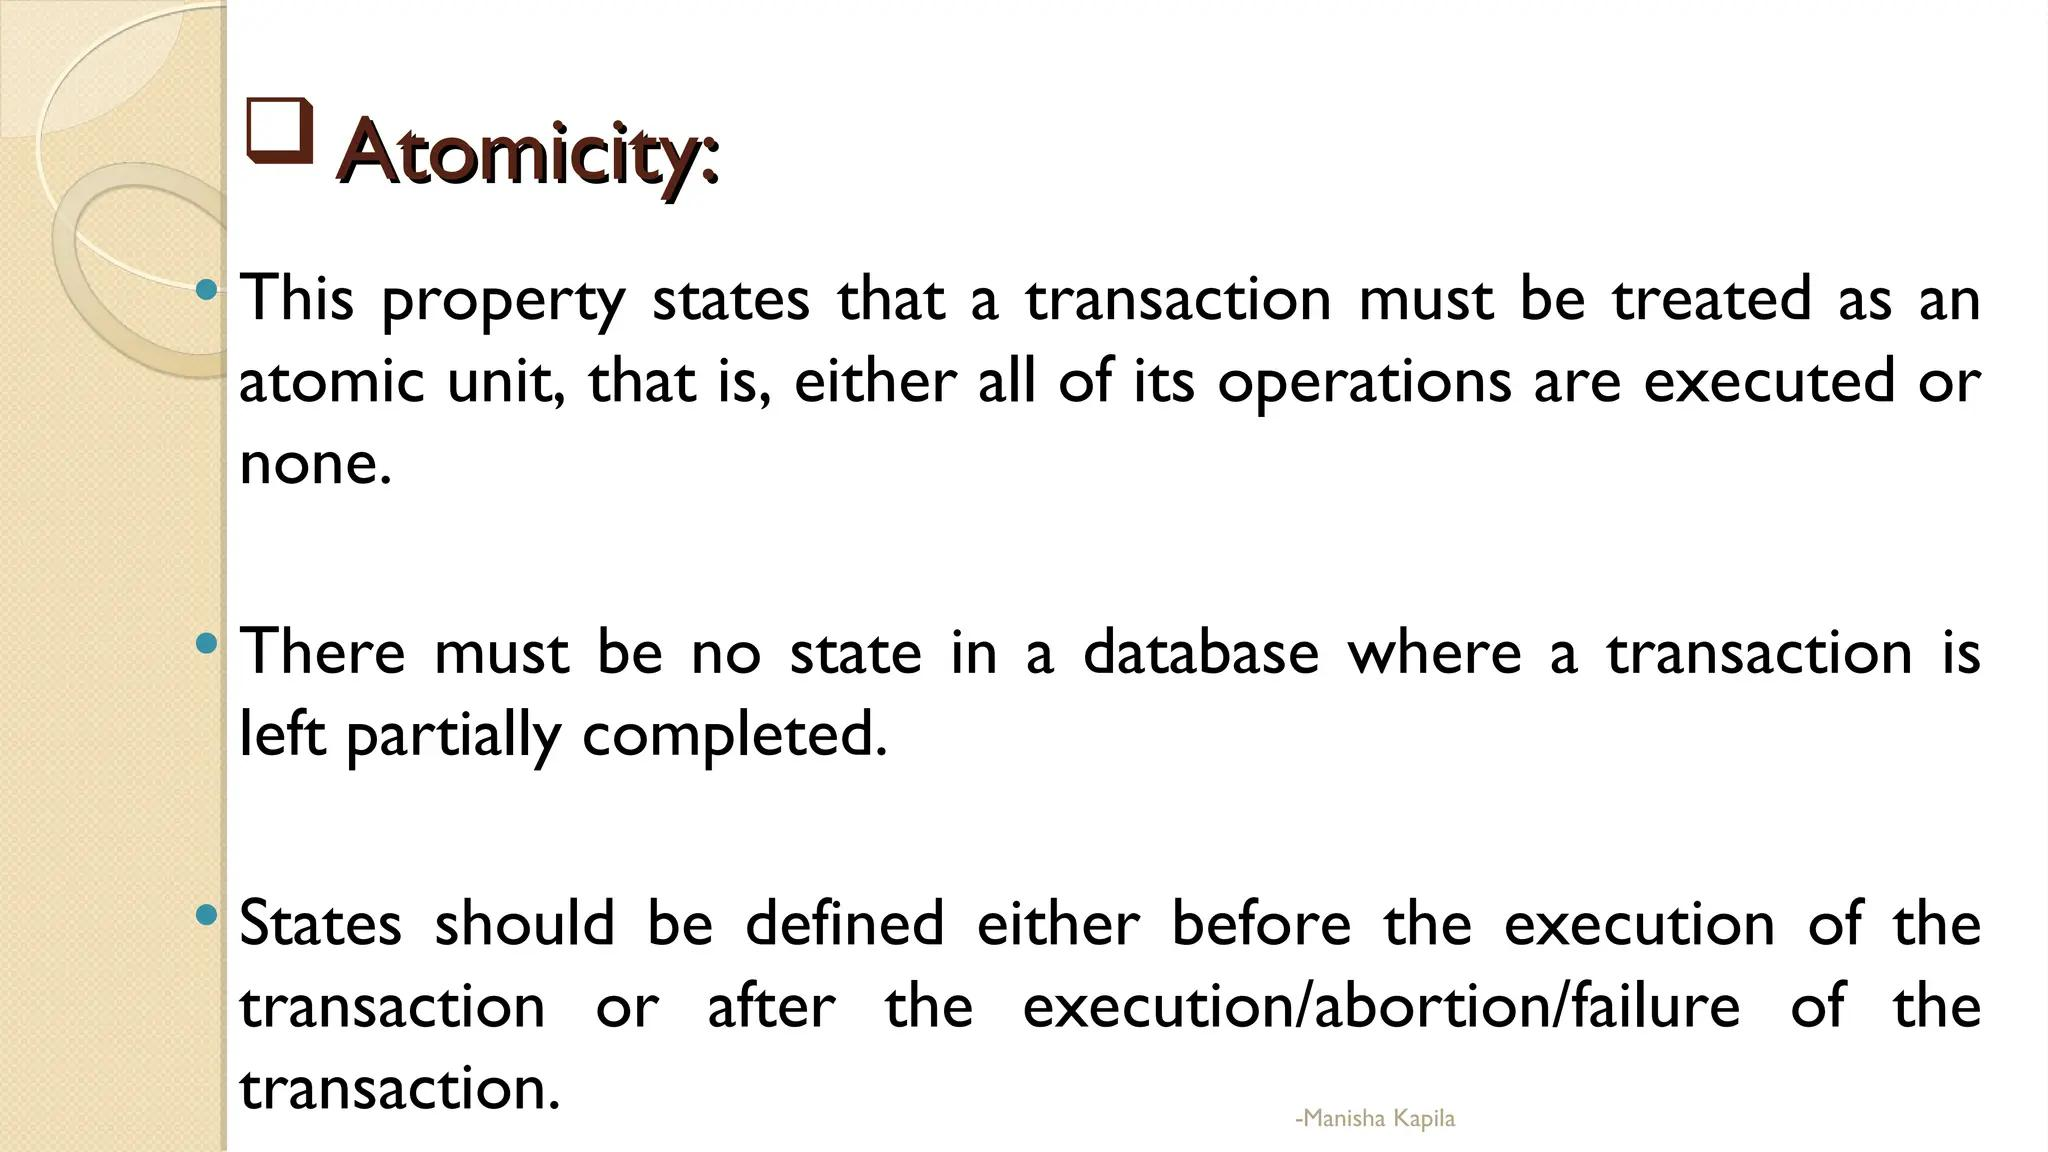 Atomicity:
• This property states that a transaction must be treated as an
atomic unit, that is, either all of its operations are executed or
none.
• There must be no state in a database where a transaction is
left partially completed.
• States should be defined either before the execution of the
transaction or after the execution/abortion/failure of the
transaction.
-Manisha Kapila